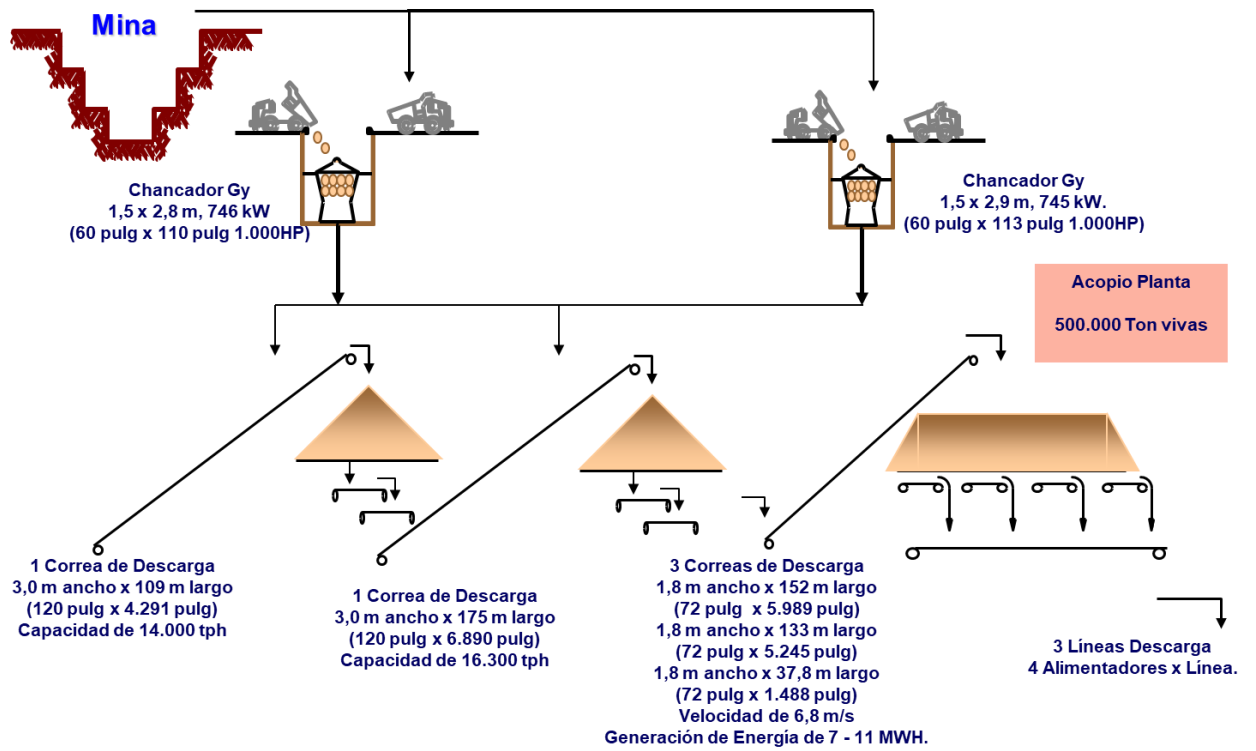 Mina
Chancador Gy
1,5 x 2,8 m, 746 kW
(60 pulg x 110 pulg 1.000HP)
Chancador Gy
1,5 x 2,9 m, 745 kW.
(60 pulg x 113 pulg 1.000HP)
Acopio Planta
500.000 Ton vivas
1 Correa de Descarga
3,0 m ancho x 109 m largo
(120 pulg x 4.291 pulg)
Capacidad de 14.000 tph
1 Correa de Descarga
3,0 m ancho x 175 m largo
(120 pulg x 6.890 pulg)
Capacidad de 16.300 tph
3 Correas de Descarga
1,8 m ancho x 152 m largo
(72 pulg x 5.989 pulg)
1,8 m ancho x 133 m largo
(72 pulg x 5.245 pulg)
1,8 m ancho x 37,8 m largo
(72 pulg x 1.488 pulg)
Velocidad de 6,8 m/s
Generación de Energía de 7 - 11 MWH.
3 Líneas Descarga
4 Alimentadores x Línea.